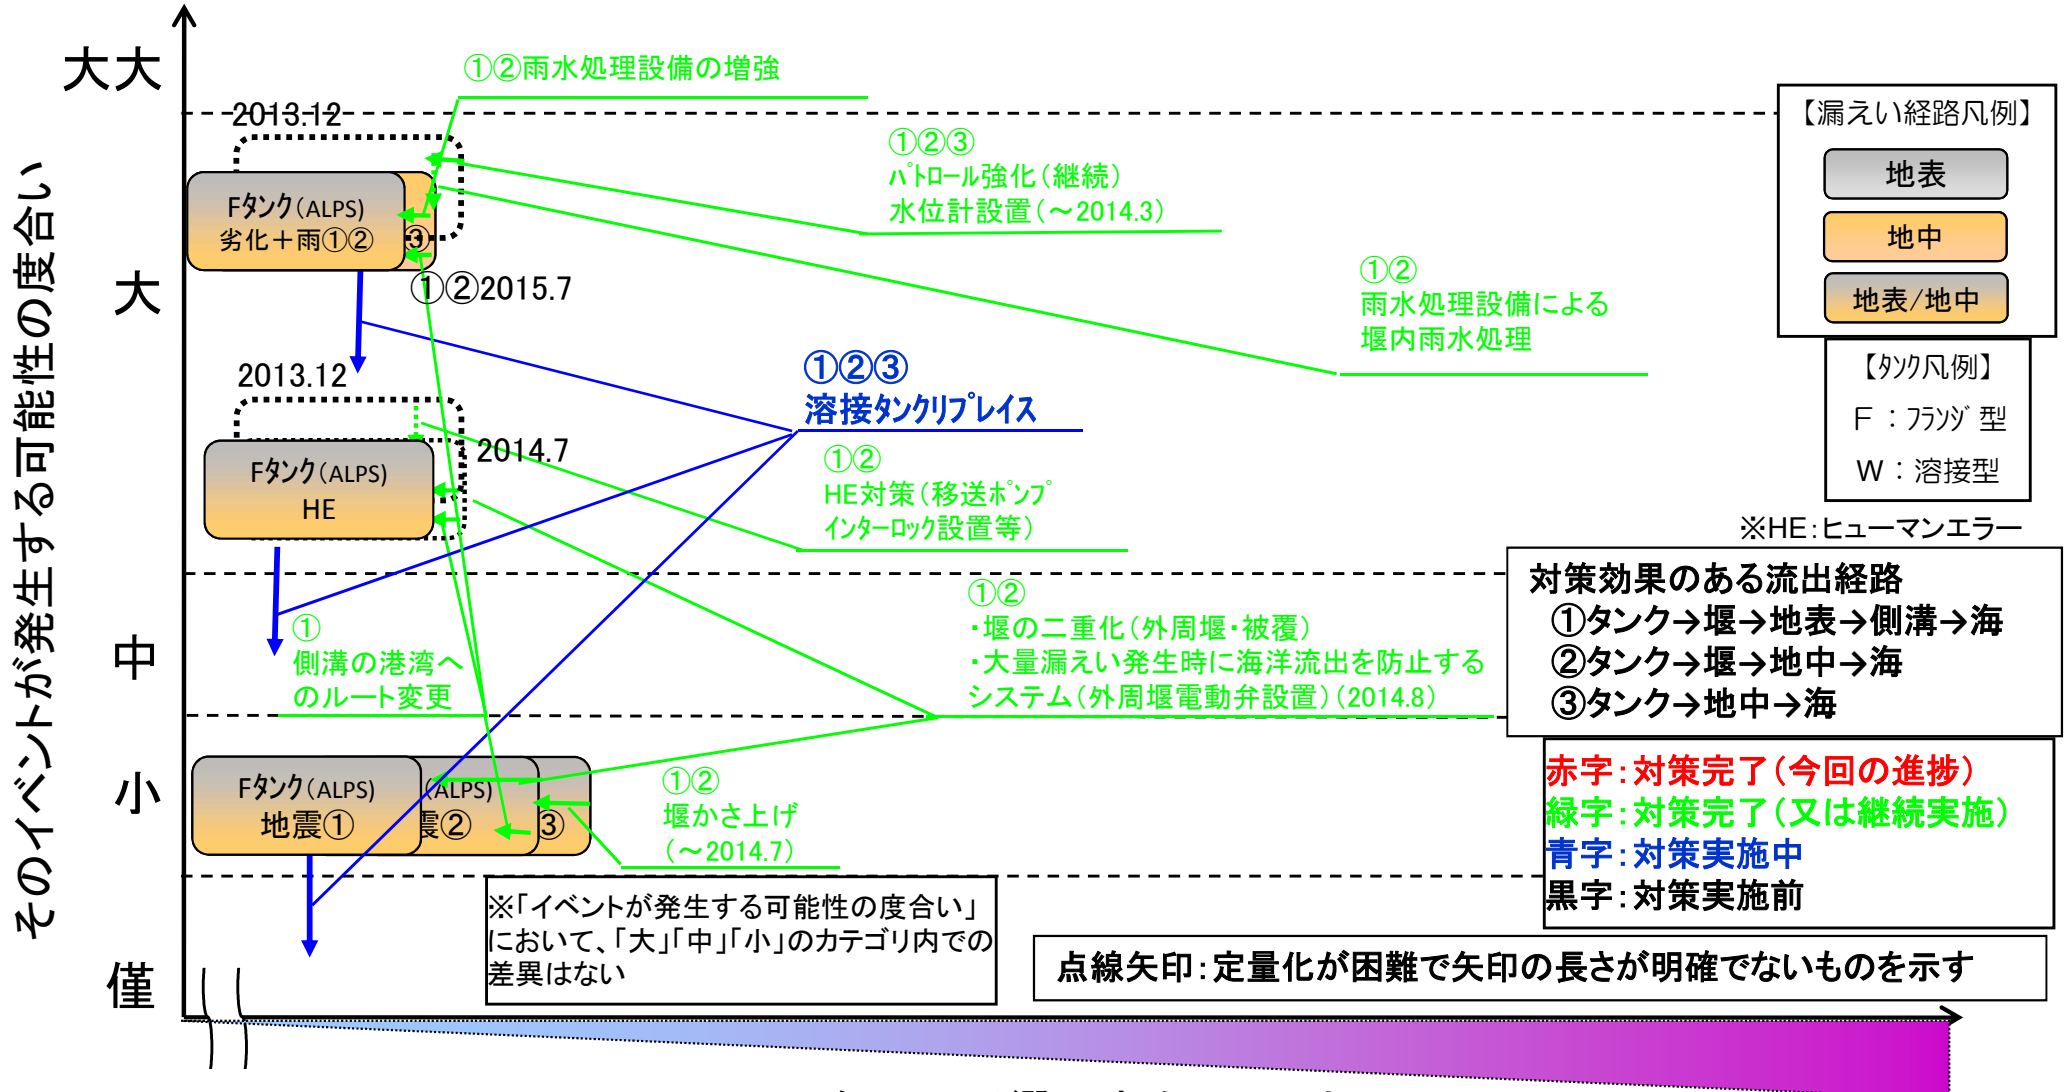 そのイベントが発生する可能性の度合い
大大
大
中
小
僅
①②雨水処理設備の増強
2013.12
Fタンク(ALPS)
劣化+雨①②
③
①②2015.7
①②③
パトロール強化(継続)
水位計設置(~2014.3)
①②
雨水処理設備による
堰内雨水処理
【漏えい経路凡例】
地表
地中
地表/地中
【タンク凡例】
F:フランジ型
W:溶接型
※HE:ヒューマンエラー
2013.12
2014.7
Fタンク(ALPS)
HE
①②③
溶接タンクリプレイス
①②
HE対策(移送ポンプ
インターロック設置等)
①
側溝の港湾へ
のルート変更
①②
・堰の二重化(外周堰・被覆)
・大量漏えい発生時に海洋流出を防止する
システム(外周堰電動弁設置)(2014.8)
対策効果のある流出経路
①タンク→堰→地表→側溝→海
②タンク→堰→地中→海
③タンク→地中→海
Fタンク(ALPS)
地震①
(ALPS)
震②
③
①②
堰かさ上げ
(~2014.7)
赤字:対策完了(今回の進捗)
緑字:対策完了(又は継続実施)
青字:対策実施中
黒字:対策実施前
※「イベントが発生する可能性の度合い」
において、「大」「中」「小」のカテゴリ内での
差異はない
点線矢印:定量化が困難で矢印の長さが明確でないものを示す